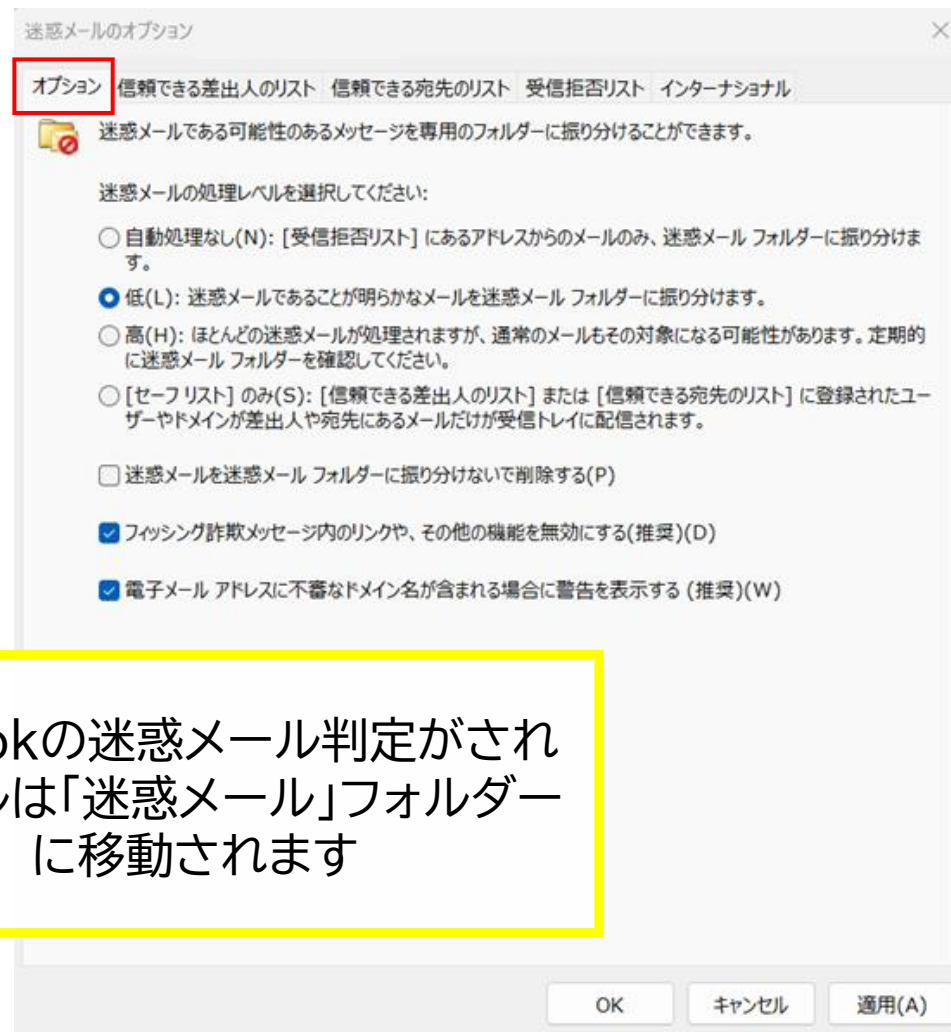 迷惑メールのオプション
オプション 信頼できる差出人のリスト 信頼できる宛先のリスト 受信拒否リスト インターナショナル
迷惑メールである可能性のあるメッセージを専用のフォルダーに振り分けることができます。
迷惑メールの処理レベルを選択してください:
自動処理なし(N): [受信拒否リスト] にあるアドレスからのメールのみ、迷惑メール フォルダーに振り分けま
す。
低(L): 迷惑メールであることが明らかなメールを迷惑メール フォルダーに振り分けます。
高(H): ほとんどの迷惑メールが処理されますが、通常のメールもその対象になる可能性があります。定期的
に迷惑メール フォルダーを確認してください。
[セーフ リスト] のみ(S): [信頼できる差出人のリスト] または [信頼できる宛先のリスト] に登録されたユー
ザーやドメインが差出人や宛先にあるメールだけが受信トレイに配信されます。
迷惑メールを迷惑メール フォルダーに振り分けないで削除する(P)
フィッシング詐欺メッセージ内のリンクや、その他の機能を無効にする(推奨)(D)
電子メール アドレスに不審なドメイン名が含まれる場合に警告を表示する (推奨)(W)
okの迷惑メール判定がされ
ルは「迷惑メール」フォルダー
に移動されます
OK キャンセル 適用(A)